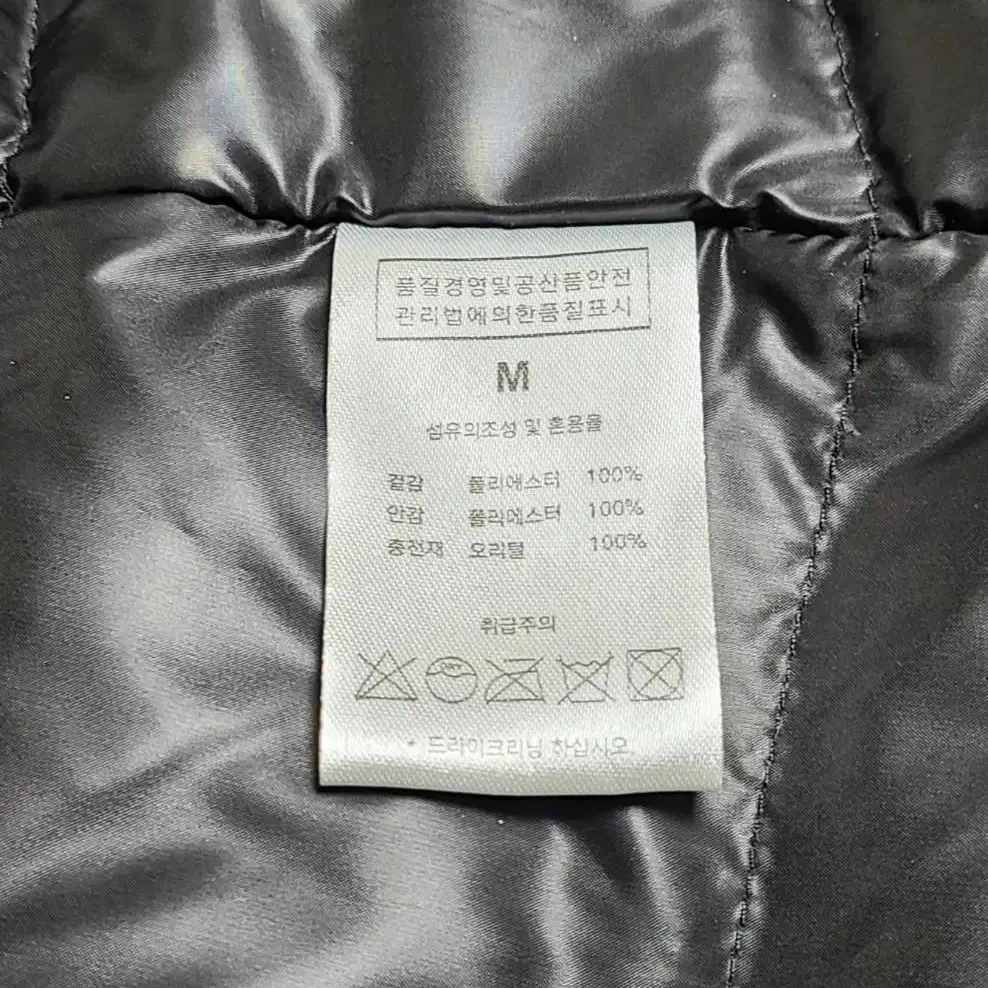 품질경영및공산품안전
관리법에의한품질표시
M
섬유의조성 및 혼용율
겉감 폴리에스터 100%
안감 폴리에스터 100%
충전재 오리털 100%
취급주의
* 드라이크리닝 하십시오.